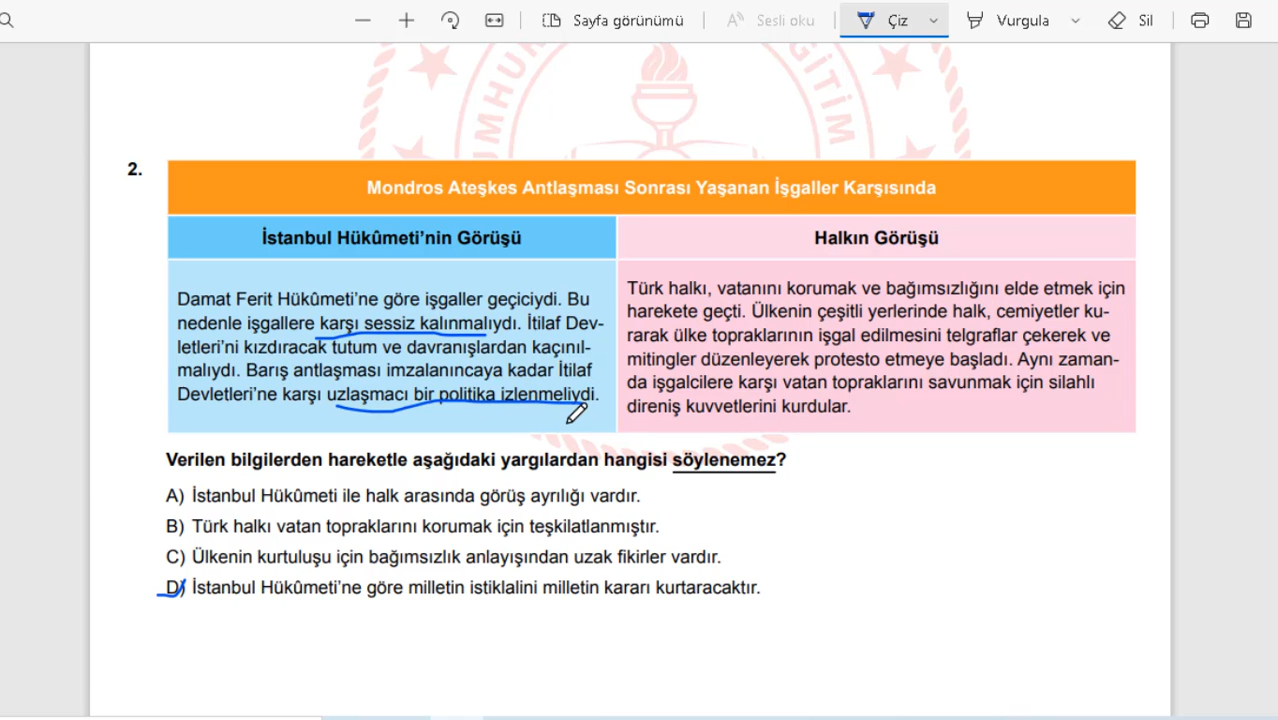 Sayfa görünümü
Sesli oku
Çiz
Vurgula
Sil
MHUR
EĞİTİM
2.
Mondros Ateşkes Antlaşması Sonrası Yaşanan İşgaller Karşısında
İstanbul Hükûmeti’nin Görüşü
Halkın Görüşü
Damat Ferit Hükûmeti’ne göre işgaller geçiciydi. Bu
nedenle işgallere karşı sessiz kalınmalıydı. İtilaf Dev-
letleri’ni kızdıracak tutum ve davranışlardan kaçınıl-
malıydı. Barış antlaşması imzalanıncaya kadar İtilaf
Devletleri’ne karşı uzlaşmacı bir politika izlenmeliydi.
Türk halkı, vatanını korumak ve bağımsızlığını elde etmek için
harekete geçti. Ülkenin çeşitli yerlerinde halk, cemiyetler ku-
rarak ülke topraklarının işgal edilmesini telgraflar çekerek ve
mitingler düzenleyerek protesto etmeye başladı. Aynı zaman-
da işgalcilere karşı vatan topraklarını savunmak için silahlı
direniş kuvvetlerini kurdular.
Verilen bilgilerden hareketle aşağıdaki yargılardan hangisi söylenemez?
A) İstanbul Hükûmeti ile halk arasında görüş ayrılığı vardır.
B) Türk halkı vatan topraklarını korumak için teşkilatlanmıştır.
C) Ülkenin kurtuluşu için bağımsızlık anlayışından uzak fikirler vardır.
D) İstanbul Hükûmeti’ne göre milletin istiklalini milletin kararı kurtaracaktır.